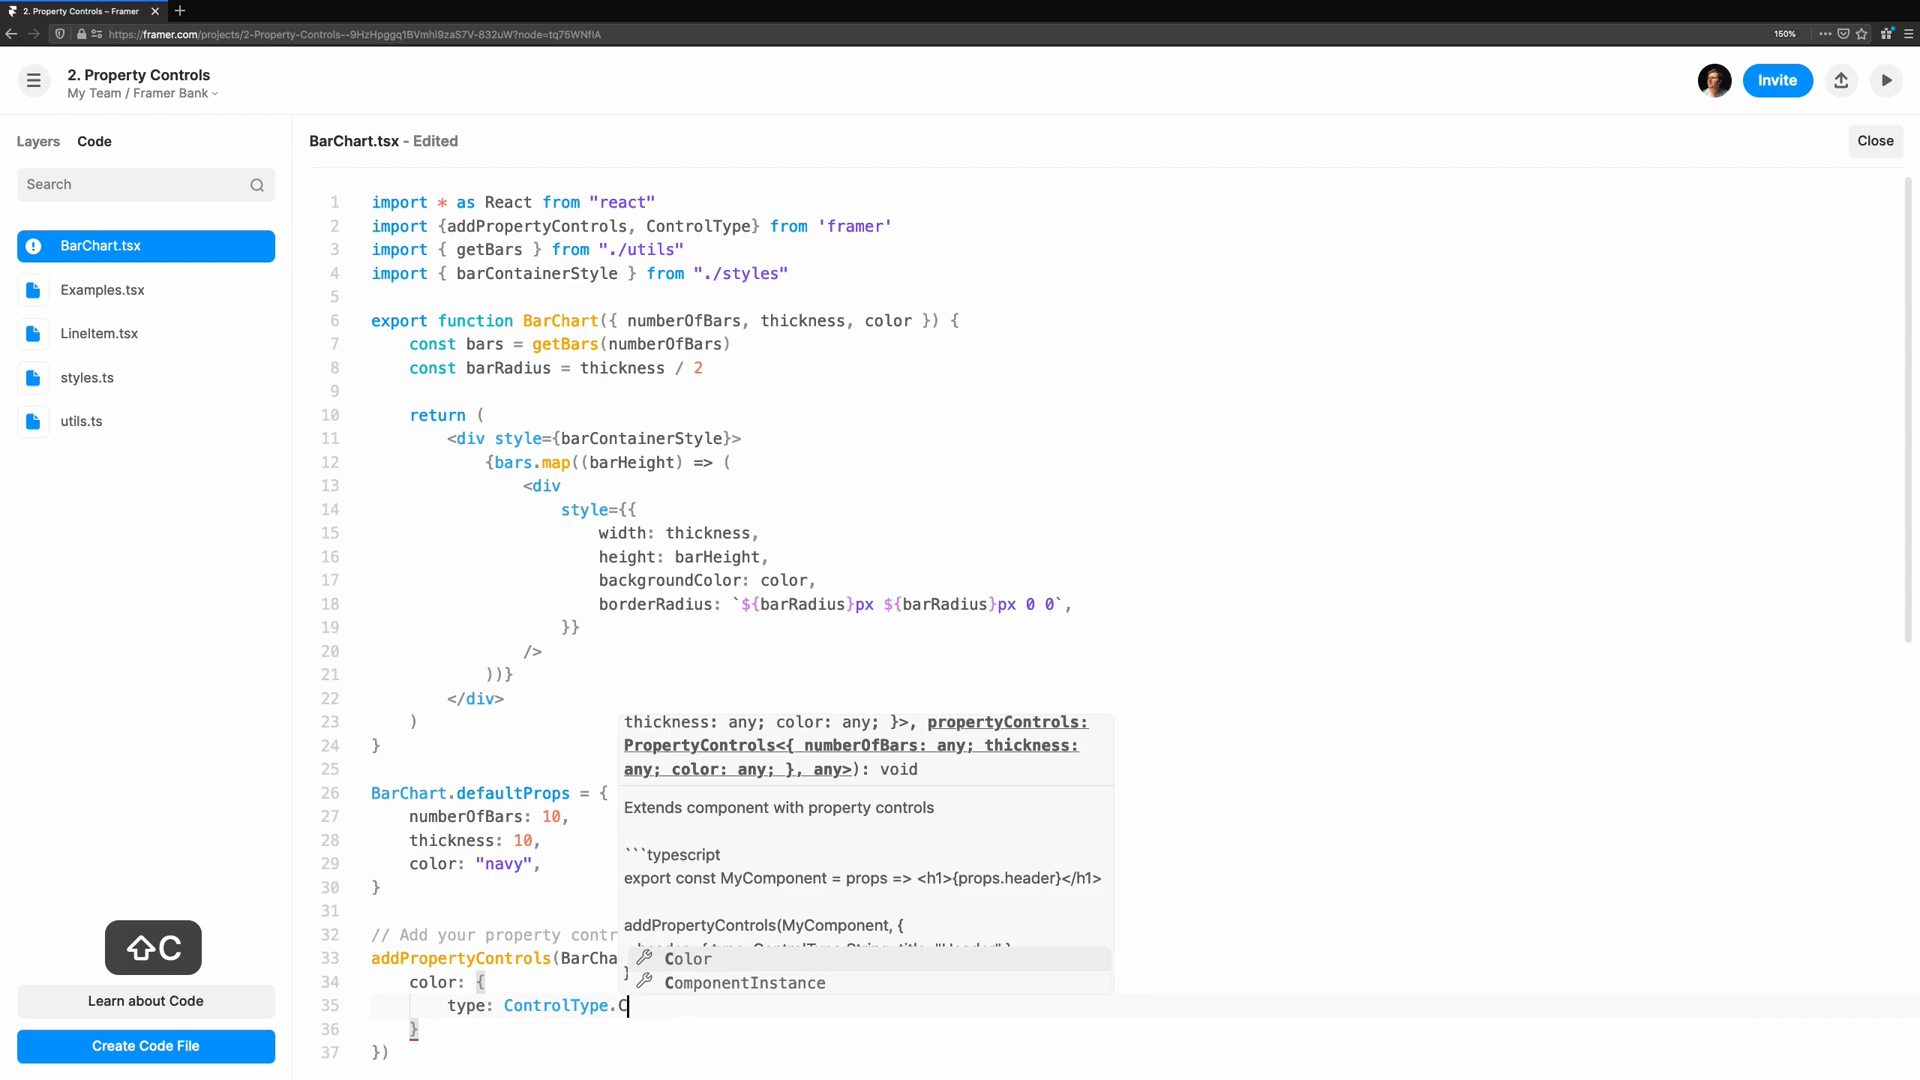 2. Property Controls – Framer
https://framer.com/projects/2-Property-Controls--9HzHpggq1BVmhl9zaS7V-832uW?node=tq75WNfIA
150%
2. Property Controls
My Team / Framer Bank
Invite
Layers Code
BarChart.tsx - Edited
Close
Search
BarChart.tsx
Examples.tsx
LineItem.tsx
styles.ts
utils.ts
1 import * as React from "react"
2 import {addPropertyControls, ControlType} from 'framer'
3 import { getBars } from "./utils"
4 import { barContainerStyle } from "./styles"
5
6 export function BarChart({ numberOfBars, thickness, color }) {
7 const bars = getBars(numberOfBars)
8 const barRadius = thickness / 2
9
10 return (
11 <div style={barContainerStyle}>
12 {bars.map((barHeight) => (
13 <div
14 style={{
15 width: thickness,
16 height: barHeight,
17 backgroundColor: color,
18 borderRadius: `${barRadius}px ${barRadius}px 0 0`,
19 }}
20 />
21 ))}
22 </div>
23 )
24 }
25
26 BarChart.defaultProps = {
27 numberOfBars: 10,
28 thickness: 10,
29 color: "navy",
30 }
31
32 // Add your property contr
33 addPropertyControls(BarCha
34 color: {
35 type: ControlType.C
36 }
37 })
thickness: any; color: any; }>, propertyControls:
PropertyControls<{ numberOfBars: any; thickness:
any; color: any; }, any>): void
Extends component with property controls
```typescript
export const MyComponent = props => <h1>{props.header}</h1>
addPropertyControls(MyComponent, {
header: { type: ControlType.String, title: "Header" }
}
Color
ComponentInstance
⇧C
Learn about Code
Create Code File